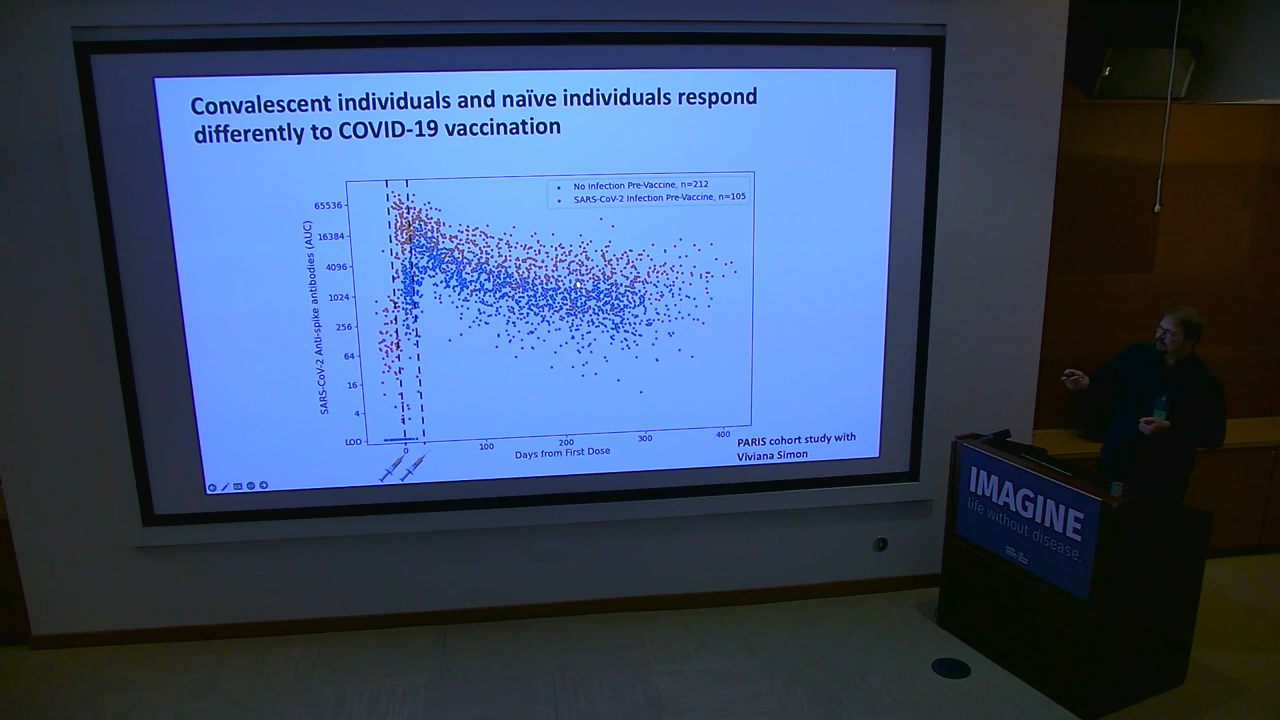 Convalescent individuals and naïve individuals respond
differently to COVID-19 vaccination
No Infection Pre-Vaccine, n=212
SARS-CoV-2 Infection Pre-Vaccine, n=105
SARS-CoV-2 Anti-spike antibodies (AUC)
65536
16384
4096
1024
256
64
16
4
LOD
0
100
200
300
400
Days from First Dose
PARIS cohort study with
Viviana Simon
IMAGINE
life without disease.